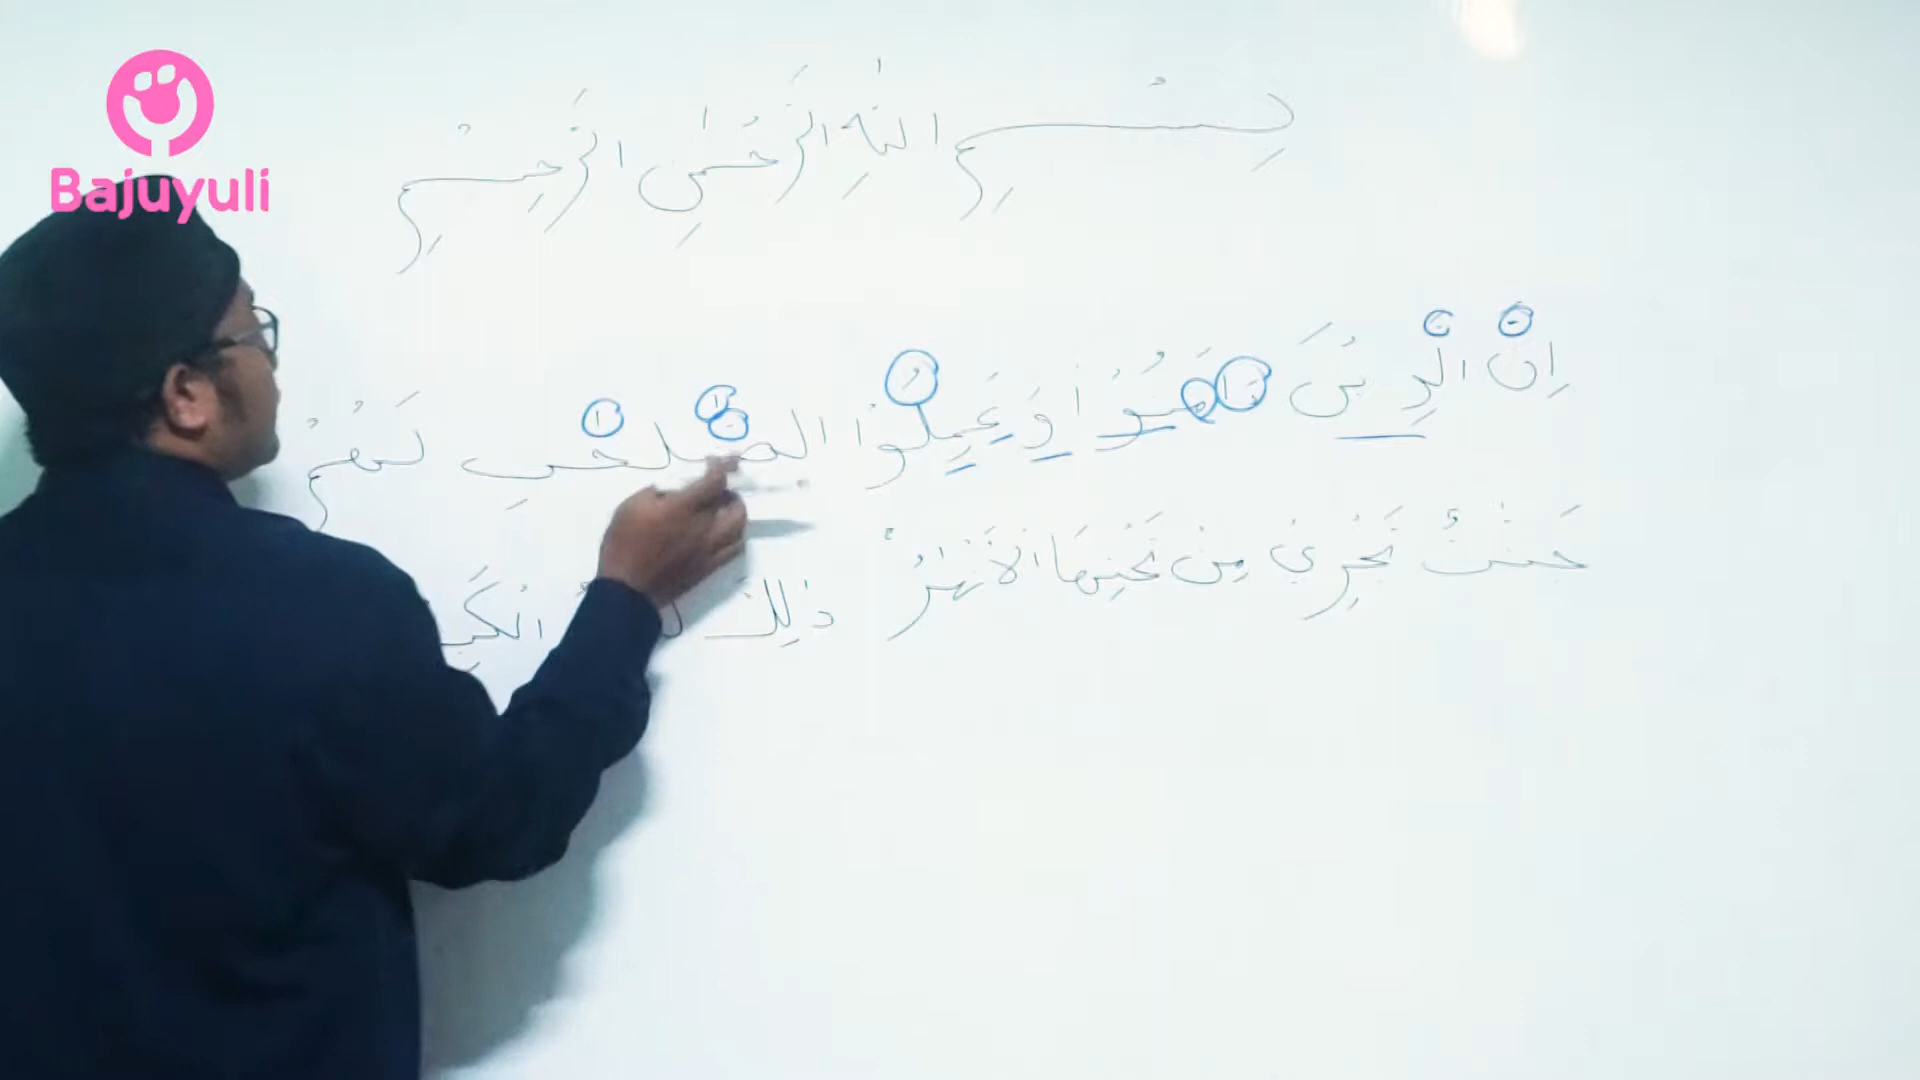 Bajuyuli
بِسْمِ اللّٰهِ الرَّحْمٰنِ الرَّحِيْمِ
اِنَّ الَّذِيْنَ اٰمَنُوْا وَعَمِلُوا الصّٰلِحٰتِ لَهُمْ
جَنّٰتٌ تَجْرِيْ مِنْ تَحْتِهَا الْاَنْهٰرُ ذٰلِكَ